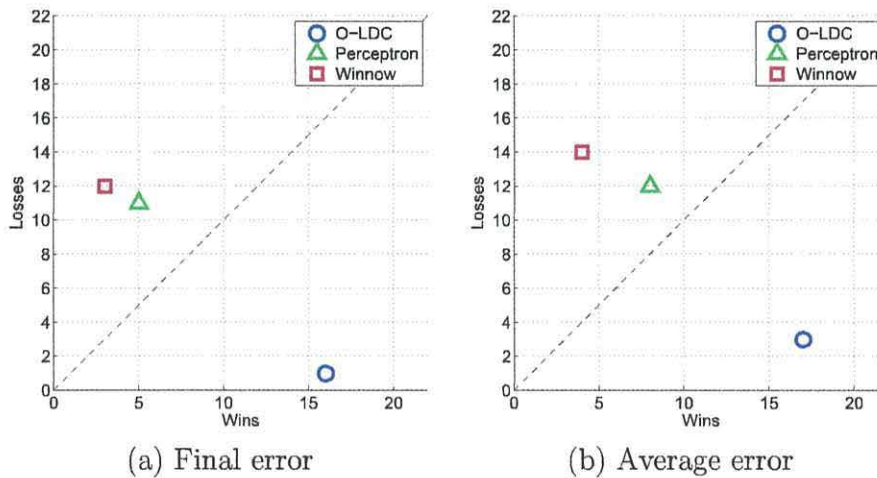 22
20
18
16
14
12
10
8
6
4
2
0
Losses
0 5 10 15 20
Wins
O-LDC
Perceptron
Winnow
(a) Final error
22
20
18
16
14
12
10
8
6
4
2
0
Losses
0 5 10 15 20
Wins
O-LDC
Perceptron
Winnow
(b) Average error